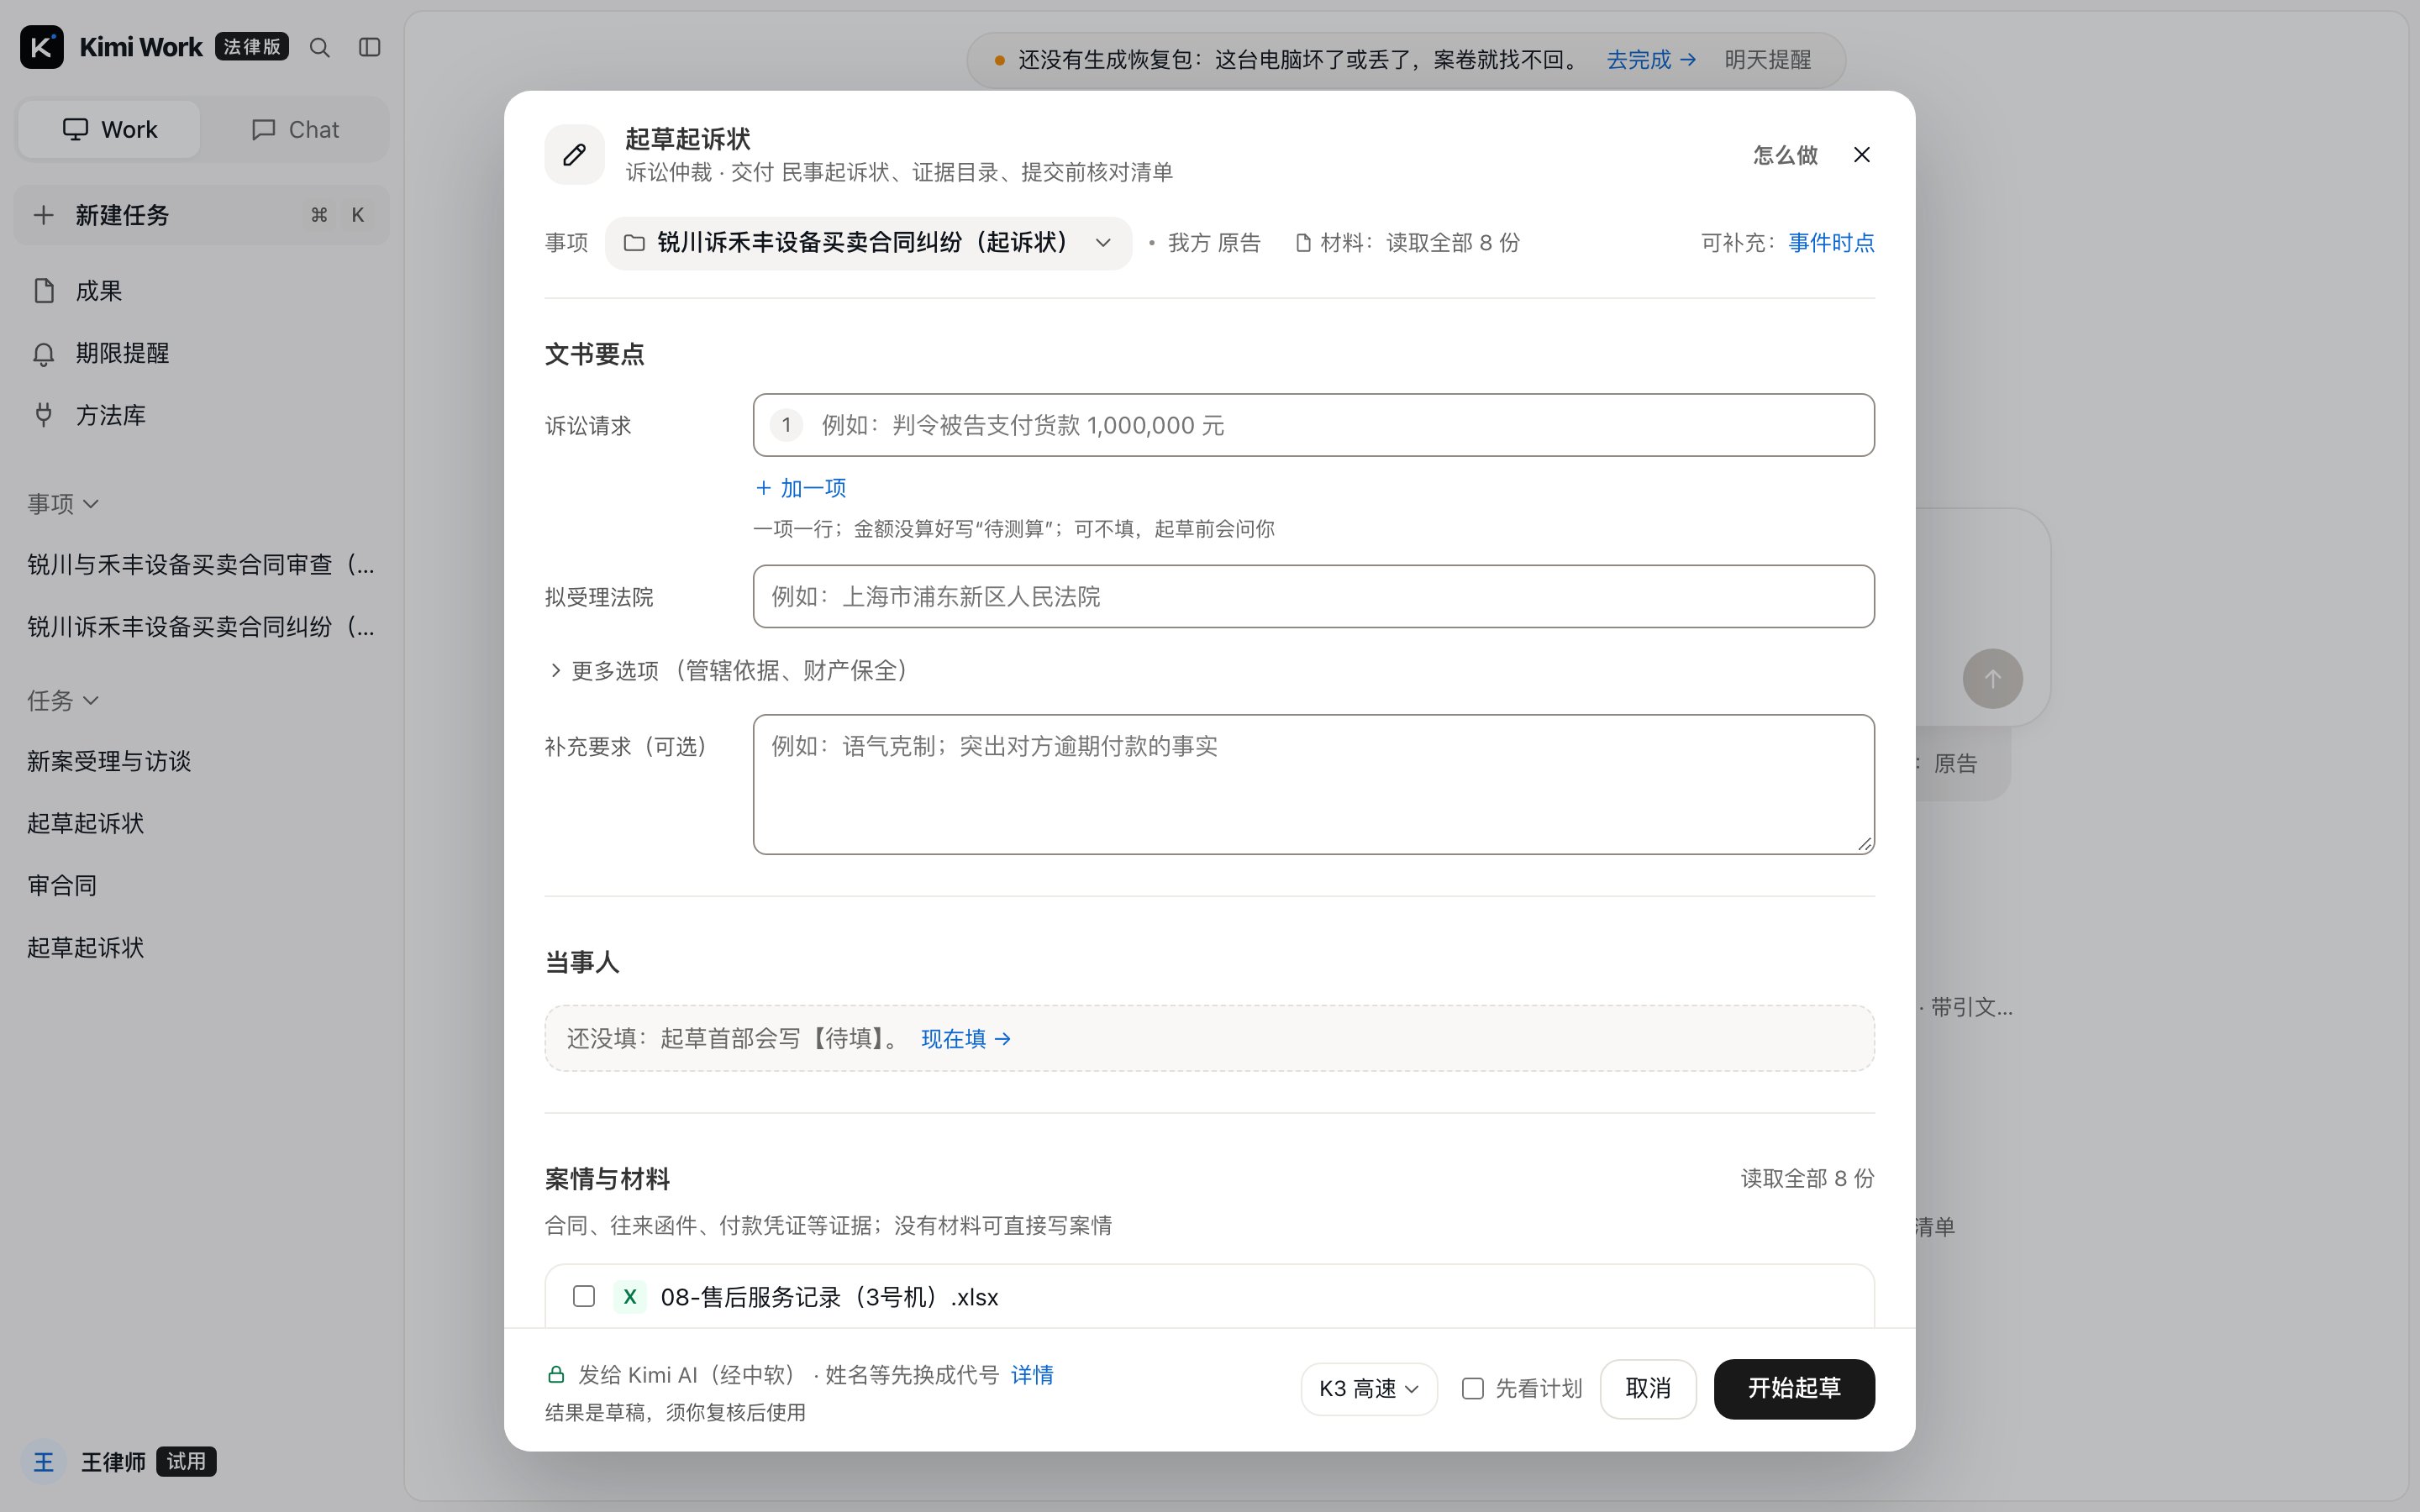 Kimi Work 法律版
Work
Chat
新建任务 ⌘ K
成果
期限提醒
方法库
事项
锐川与禾丰设备买卖合同审查（...
锐川诉禾丰设备买卖合同纠纷（...
任务
新案受理与访谈
起草起诉状
审合同
起草起诉状
王 王律师 试用
还没有生成恢复包：这台电脑坏了或丢了，案卷就找不回。 去完成 → 明天提醒
起草起诉状
诉讼仲裁 · 交付 民事起诉状、证据目录、提交前核对清单
怎么做
事项 锐川诉禾丰设备买卖合同纠纷（起诉状） • 我方 原告 材料：读取全部 8 份 可补充：事件时点
文书要点
诉讼请求
1 例如：判令被告支付货款 1,000,000 元
+ 加一项
一项一行；金额没算好写“待测算”；可不填，起草前会问你
拟受理法院
例如：上海市浦东新区人民法院
更多选项（管辖依据、财产保全）
补充要求（可选）
例如：语气克制；突出对方逾期付款的事实
当事人
还没填：起草首部会写【待填】。 现在填 →
案情与材料
读取全部 8 份
合同、往来函件、付款凭证等证据；没有材料可直接写案情
X 08-售后服务记录（3号机）.xlsx
发给 Kimi AI（经中软） · 姓名等先换成代号 详情
结果是草稿，须你复核后使用
K3 高速
先看计划
取消
开始起草
：原告
· 带引文...
清单